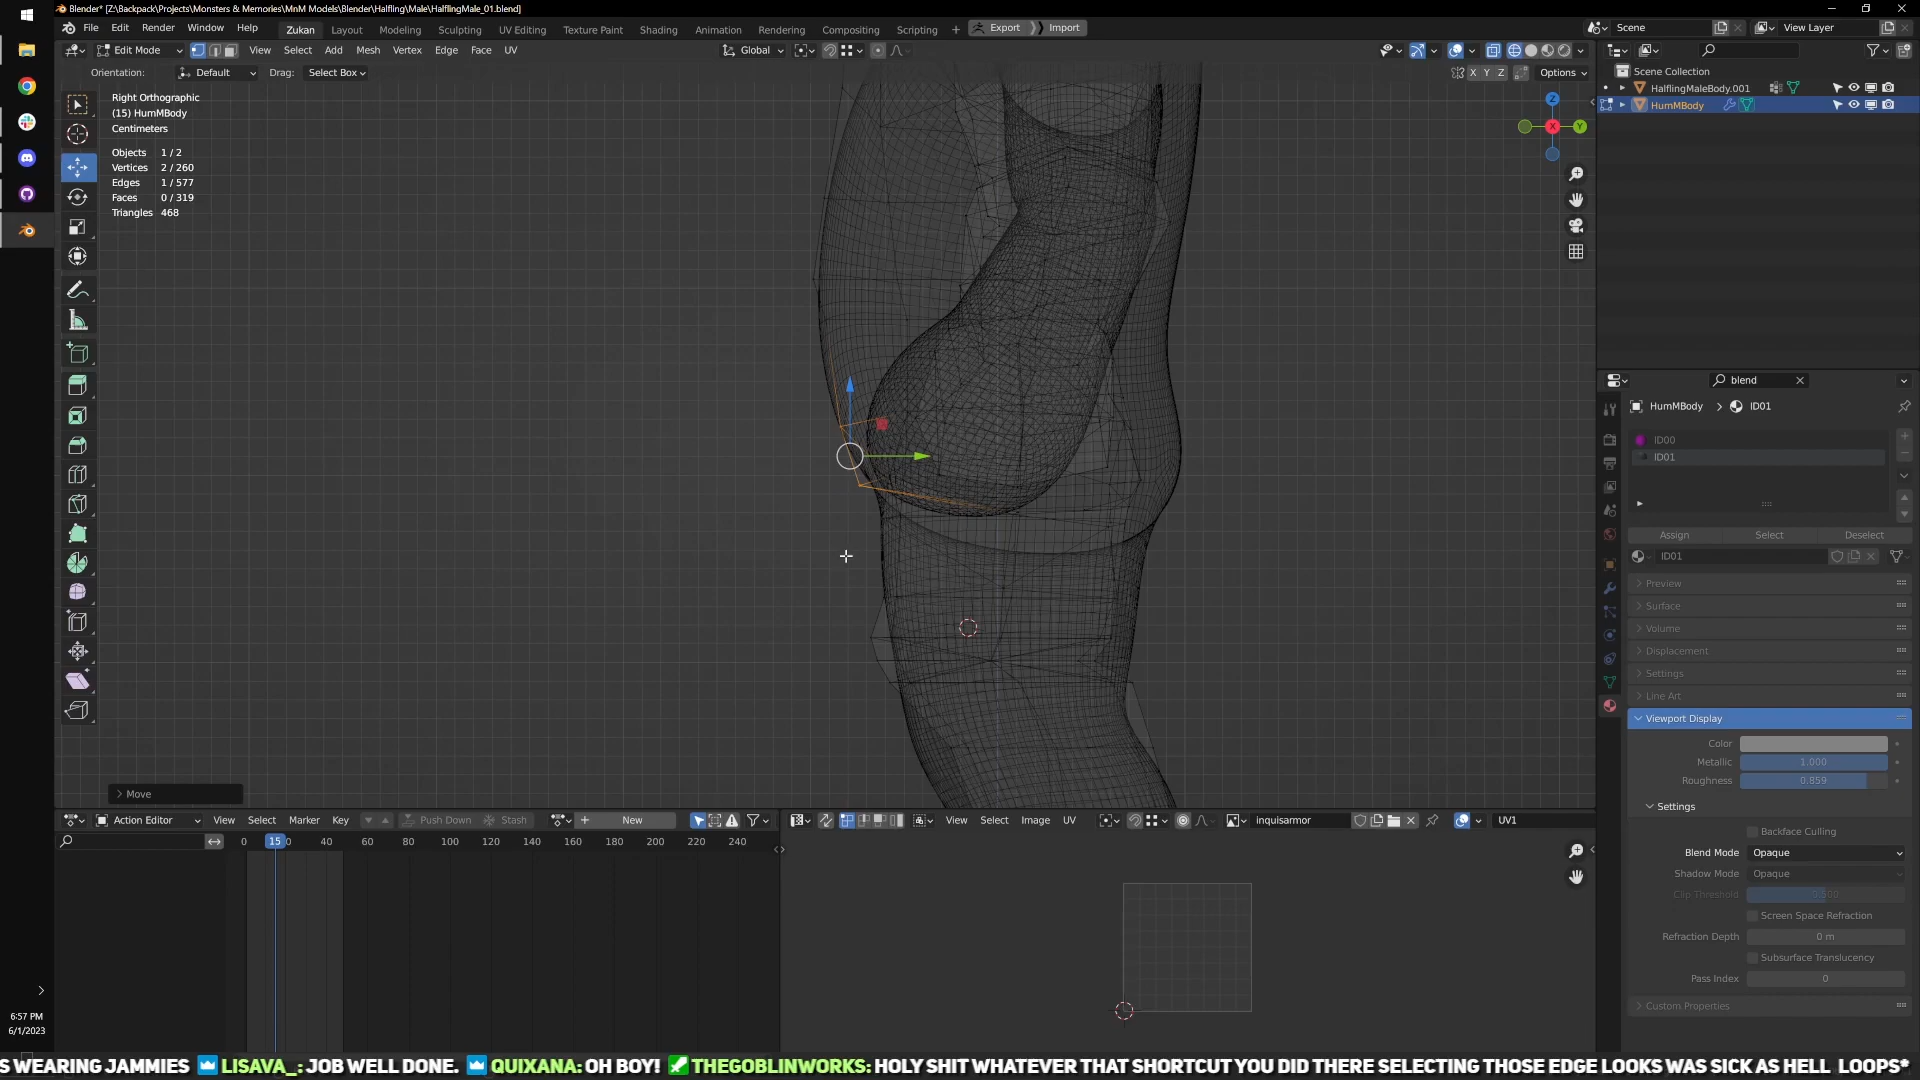 Blender* [Z:\Backpack\Projects\Monsters & Memories\MnM Models\Blender\Halfling\Male\HalflingMale_01.blend]
File Edit Render Window Help Zukan Layout Modeling Sculpting UV Editing Texture Paint Shading Animation Rendering Compositing Scripting + Export Import Scene View Layer
Edit Mode View Select Add Mesh Vertex Edge Face UV Global
Orientation: Default Drag: Select Box X Y Z Options
Scene Collection
HalflingMaleBody.001
HumMBody
Right Orthographic
(15) HumMBody
Centimeters
Objects 1 / 2
Vertices 2 / 260
Edges 1 / 577
Faces 0 / 319
Triangles 468
Z
X
Y
blend
HumMBody > ID01
ID00
ID01
Assign Select Deselect
ID01
Preview
Surface
Volume
Displacement
Settings
Line Art
Viewport Display
Color
Metallic 1.000
Roughness 0.859
Settings
Backface Culling
Blend Mode Opaque
Shadow Mode Opaque
Clip Threshold 0.500
Screen Space Refraction
Refraction Depth 0 m
Subsurface Translucency
Pass Index 0
Custom Properties
> Move
Action Editor View Select Marker Key Push Down Stash New
View Select Image UV inquisarmor UV1
0 15 40 60 80 100 120 140 160 180 200 220 240
6:57 PM
6/1/2023
S WEARING JAMMIES LISAVA_: JOB WELL DONE. QUIXANA: OH BOY! THEGOBLINWORKS: HOLY SHIT WHATEVER THAT SHORTCUT YOU DID THERE SELECTING THOSE EDGE LOOKS WAS SICK AS HELL LOOPS*